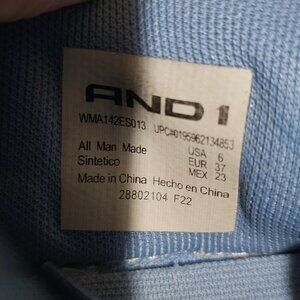 AND 1
WMA142ES013 UPC#0195962134853
All Man Made USA 6
Sintetico EUR 37
MEX 23
Made in China Hecho en China
28802104 F22